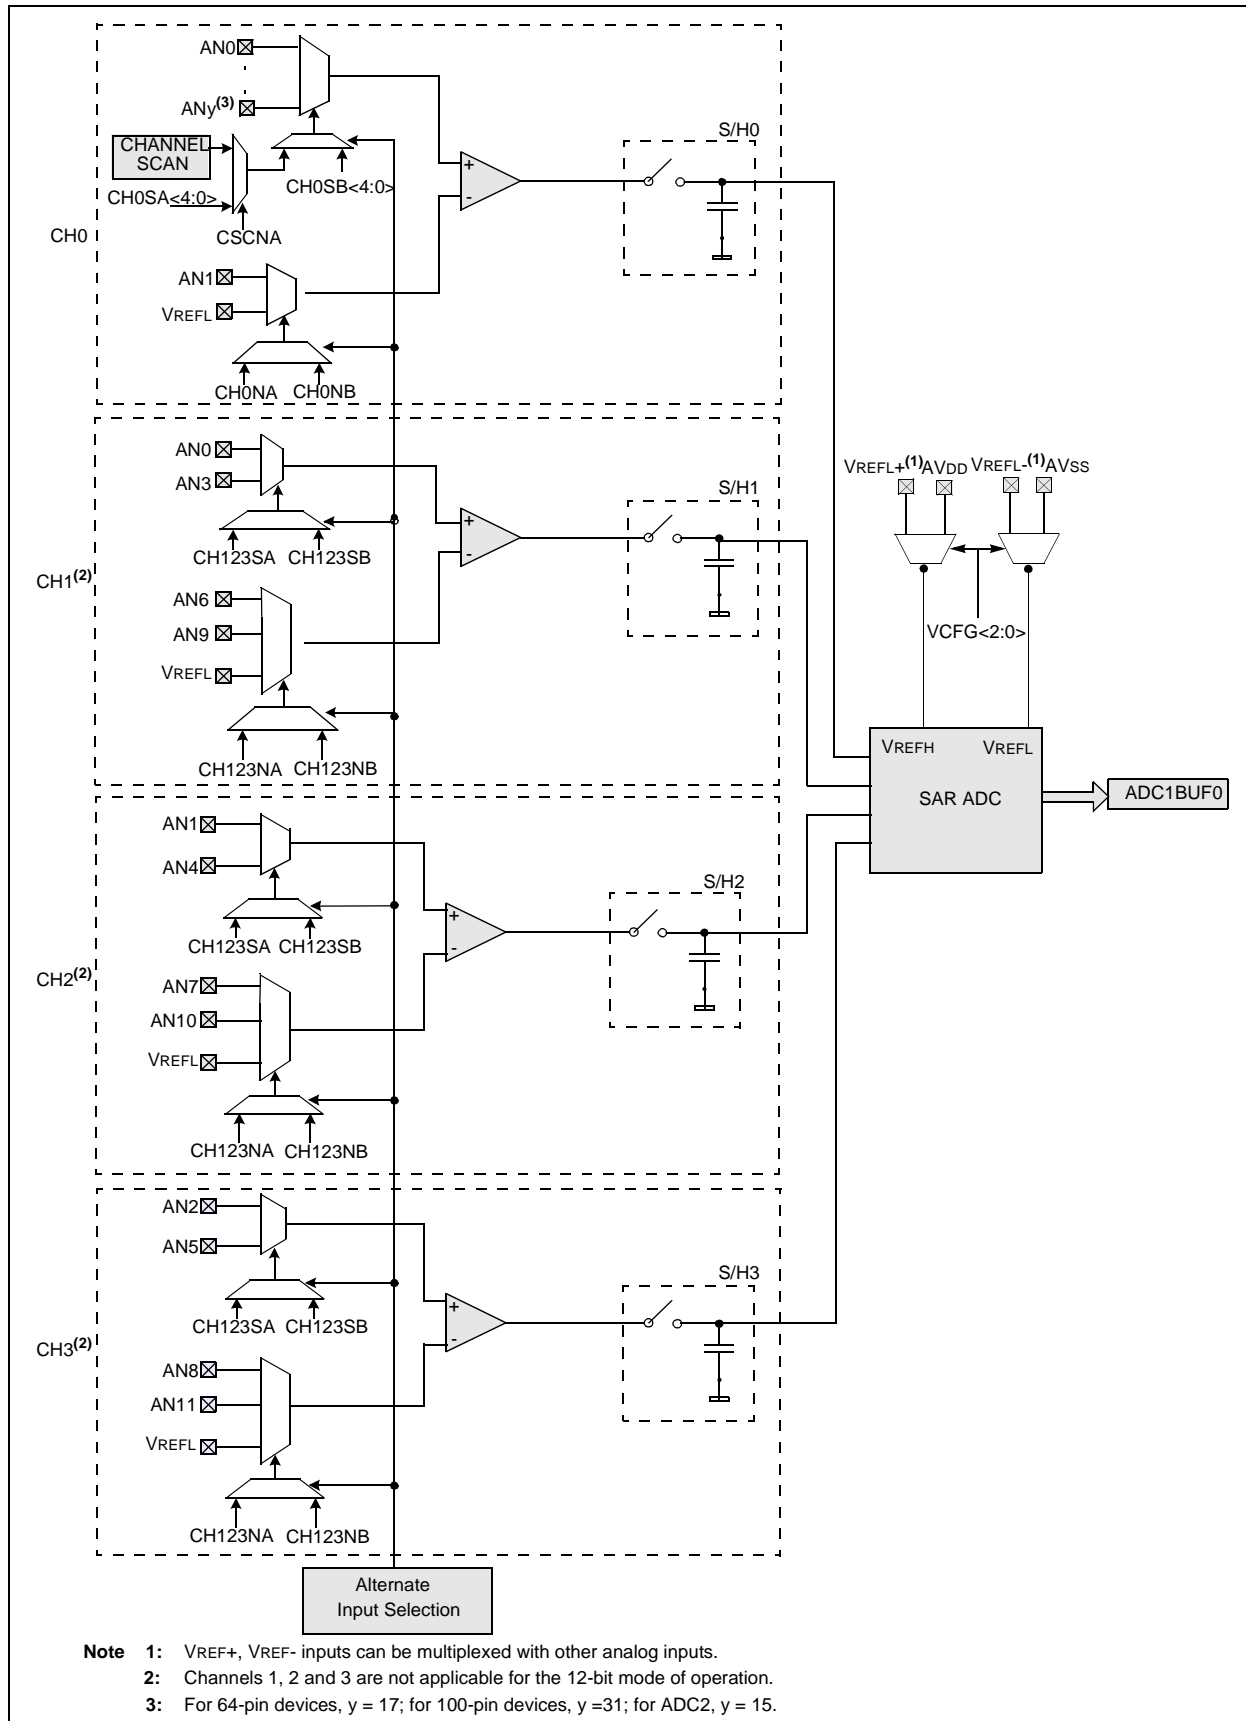 AN0
ANy(3)
CHANNEL
SCAN
CH0SA<4:0>
CH0SB<4:0>
CSCNA
CH0
AN1
VREFL
CH0NA CH0NB
+
-
S/H0
AN0
AN3
CH123SA CH123SB
CH1(2)
AN6
AN9
VREFL
CH123NA CH123NB
+
-
S/H1
VREFL+(1)AVDD VREFL-(1)AVSS
VCFG<2:0>
VREFH VREFL
SAR ADC
ADC1BUF0
AN1
AN4
CH123SA CH123SB
CH2(2)
AN7
AN10
VREFL
CH123NA CH123NB
+
-
S/H2
AN2
AN5
CH123SA CH123SB
CH3(2)
AN8
AN11
VREFL
CH123NA CH123NB
+
-
S/H3
Alternate
Input Selection
Note 1: VREF+, VREF- inputs can be multiplexed with other analog inputs.
2: Channels 1, 2 and 3 are not applicable for the 12-bit mode of operation.
3: For 64-pin devices, y = 17; for 100-pin devices, y =31; for ADC2, y = 15.